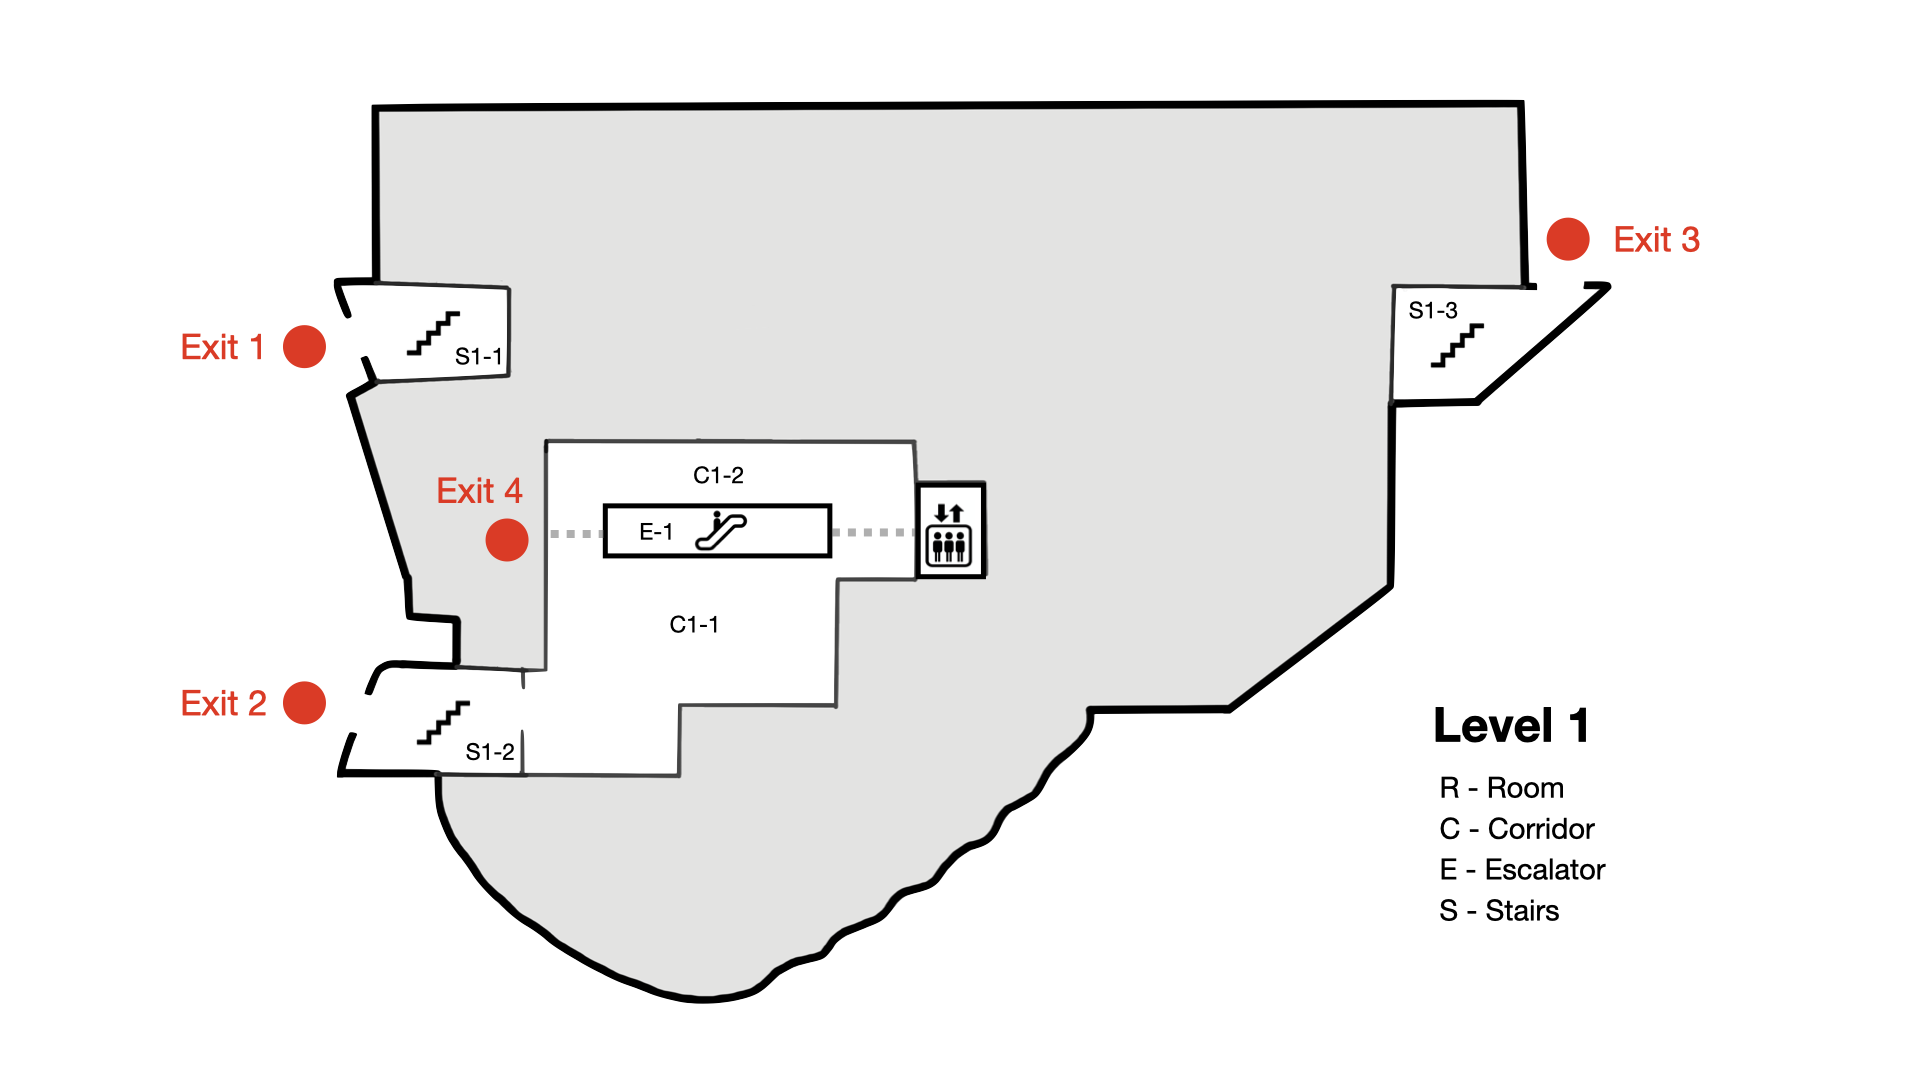 Exit 3
S1-3
Exit 1
S1-1
C1-2
Exit 4
E-1
C1-1
Exit 2
S1-2
Level 1
R - Room
C - Corridor
E - Escalator
S - Stairs